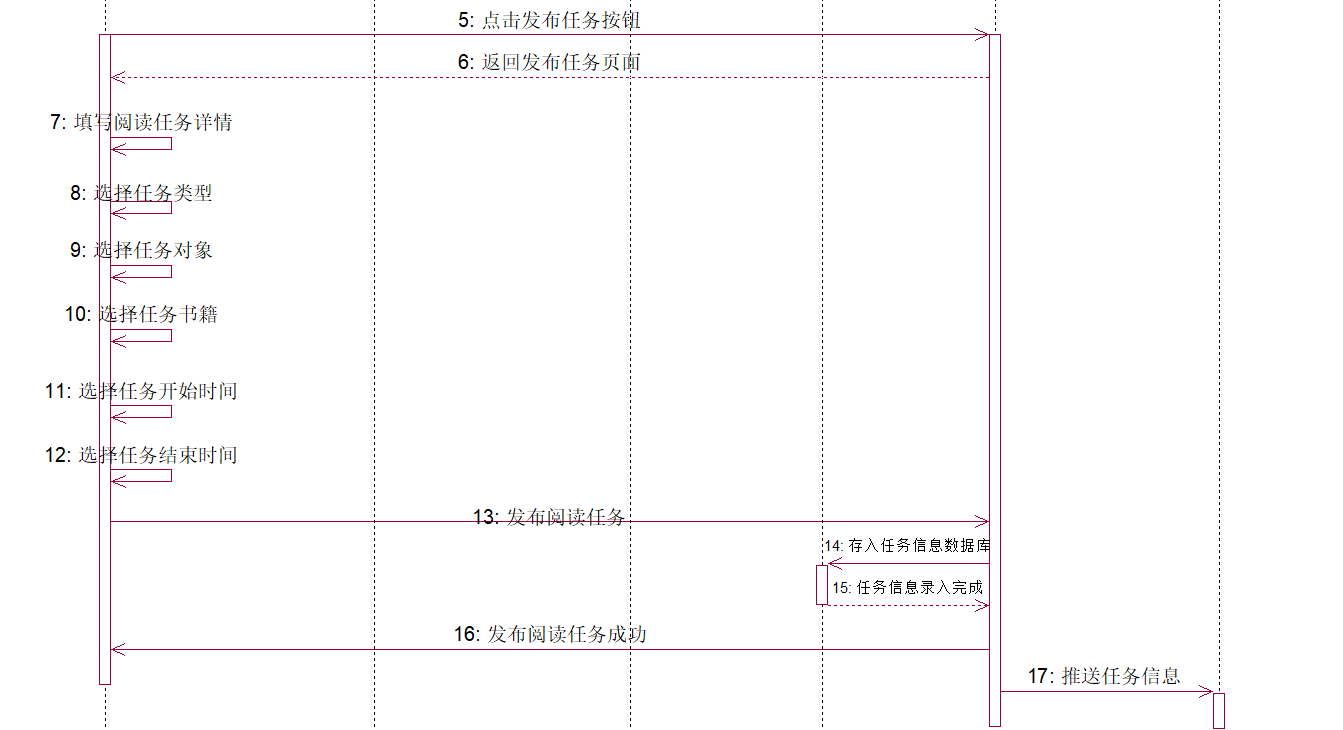 5: 点击发布任务按钮
6: 返回发布任务页面
7: 填写阅读任务详情
8: 选择任务类型
9: 选择任务对象
10: 选择任务书籍
11: 选择任务开始时间
12: 选择任务结束时间
13: 发布阅读任务
14: 存入任务信息数据库
15: 任务信息录入完成
16: 发布阅读任务成功
17: 推送任务信息